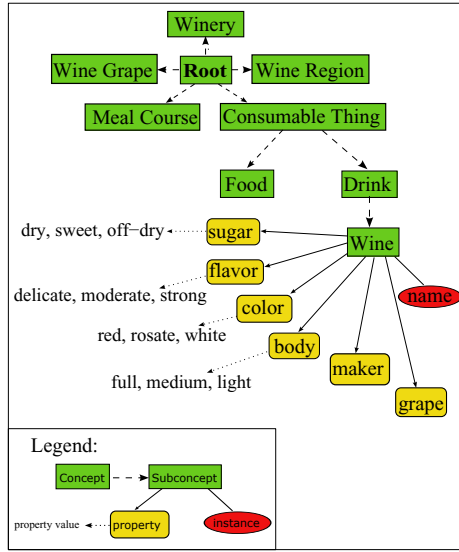 Winery
Wine Grape
Root
Wine Region
Meal Course
Consumable Thing
Food
Drink
dry, sweet, off-dry
sugar
Wine
flavor
delicate, moderate, strong
color
name
red, rosate, white
body
maker
full, medium, light
grape
Legend:
Concept
Subconcept
property value
property
instance